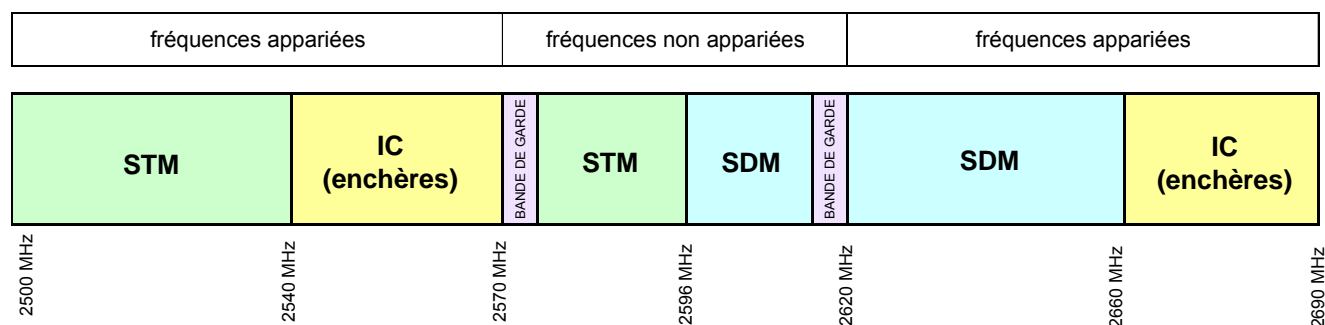 fréquences appariées
fréquences non appariées
fréquences appariées
STM
IC
(enchères)
BANDE DE GARDE
STM
SDM
BANDE DE GARDE
SDM
IC
(enchères)
2500 MHz
2540 MHz
2570 MHz
2596 MHz
2620 MHz
2660 MHz
2690 MHz